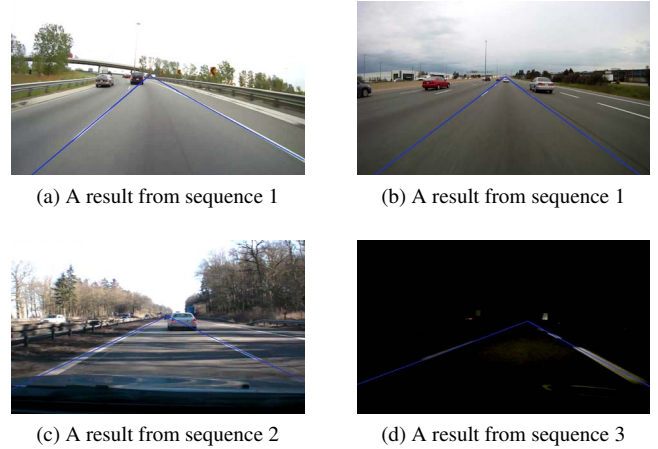 (a) A result from sequence 1
(b) A result from sequence 1
(c) A result from sequence 2
(d) A result from sequence 3